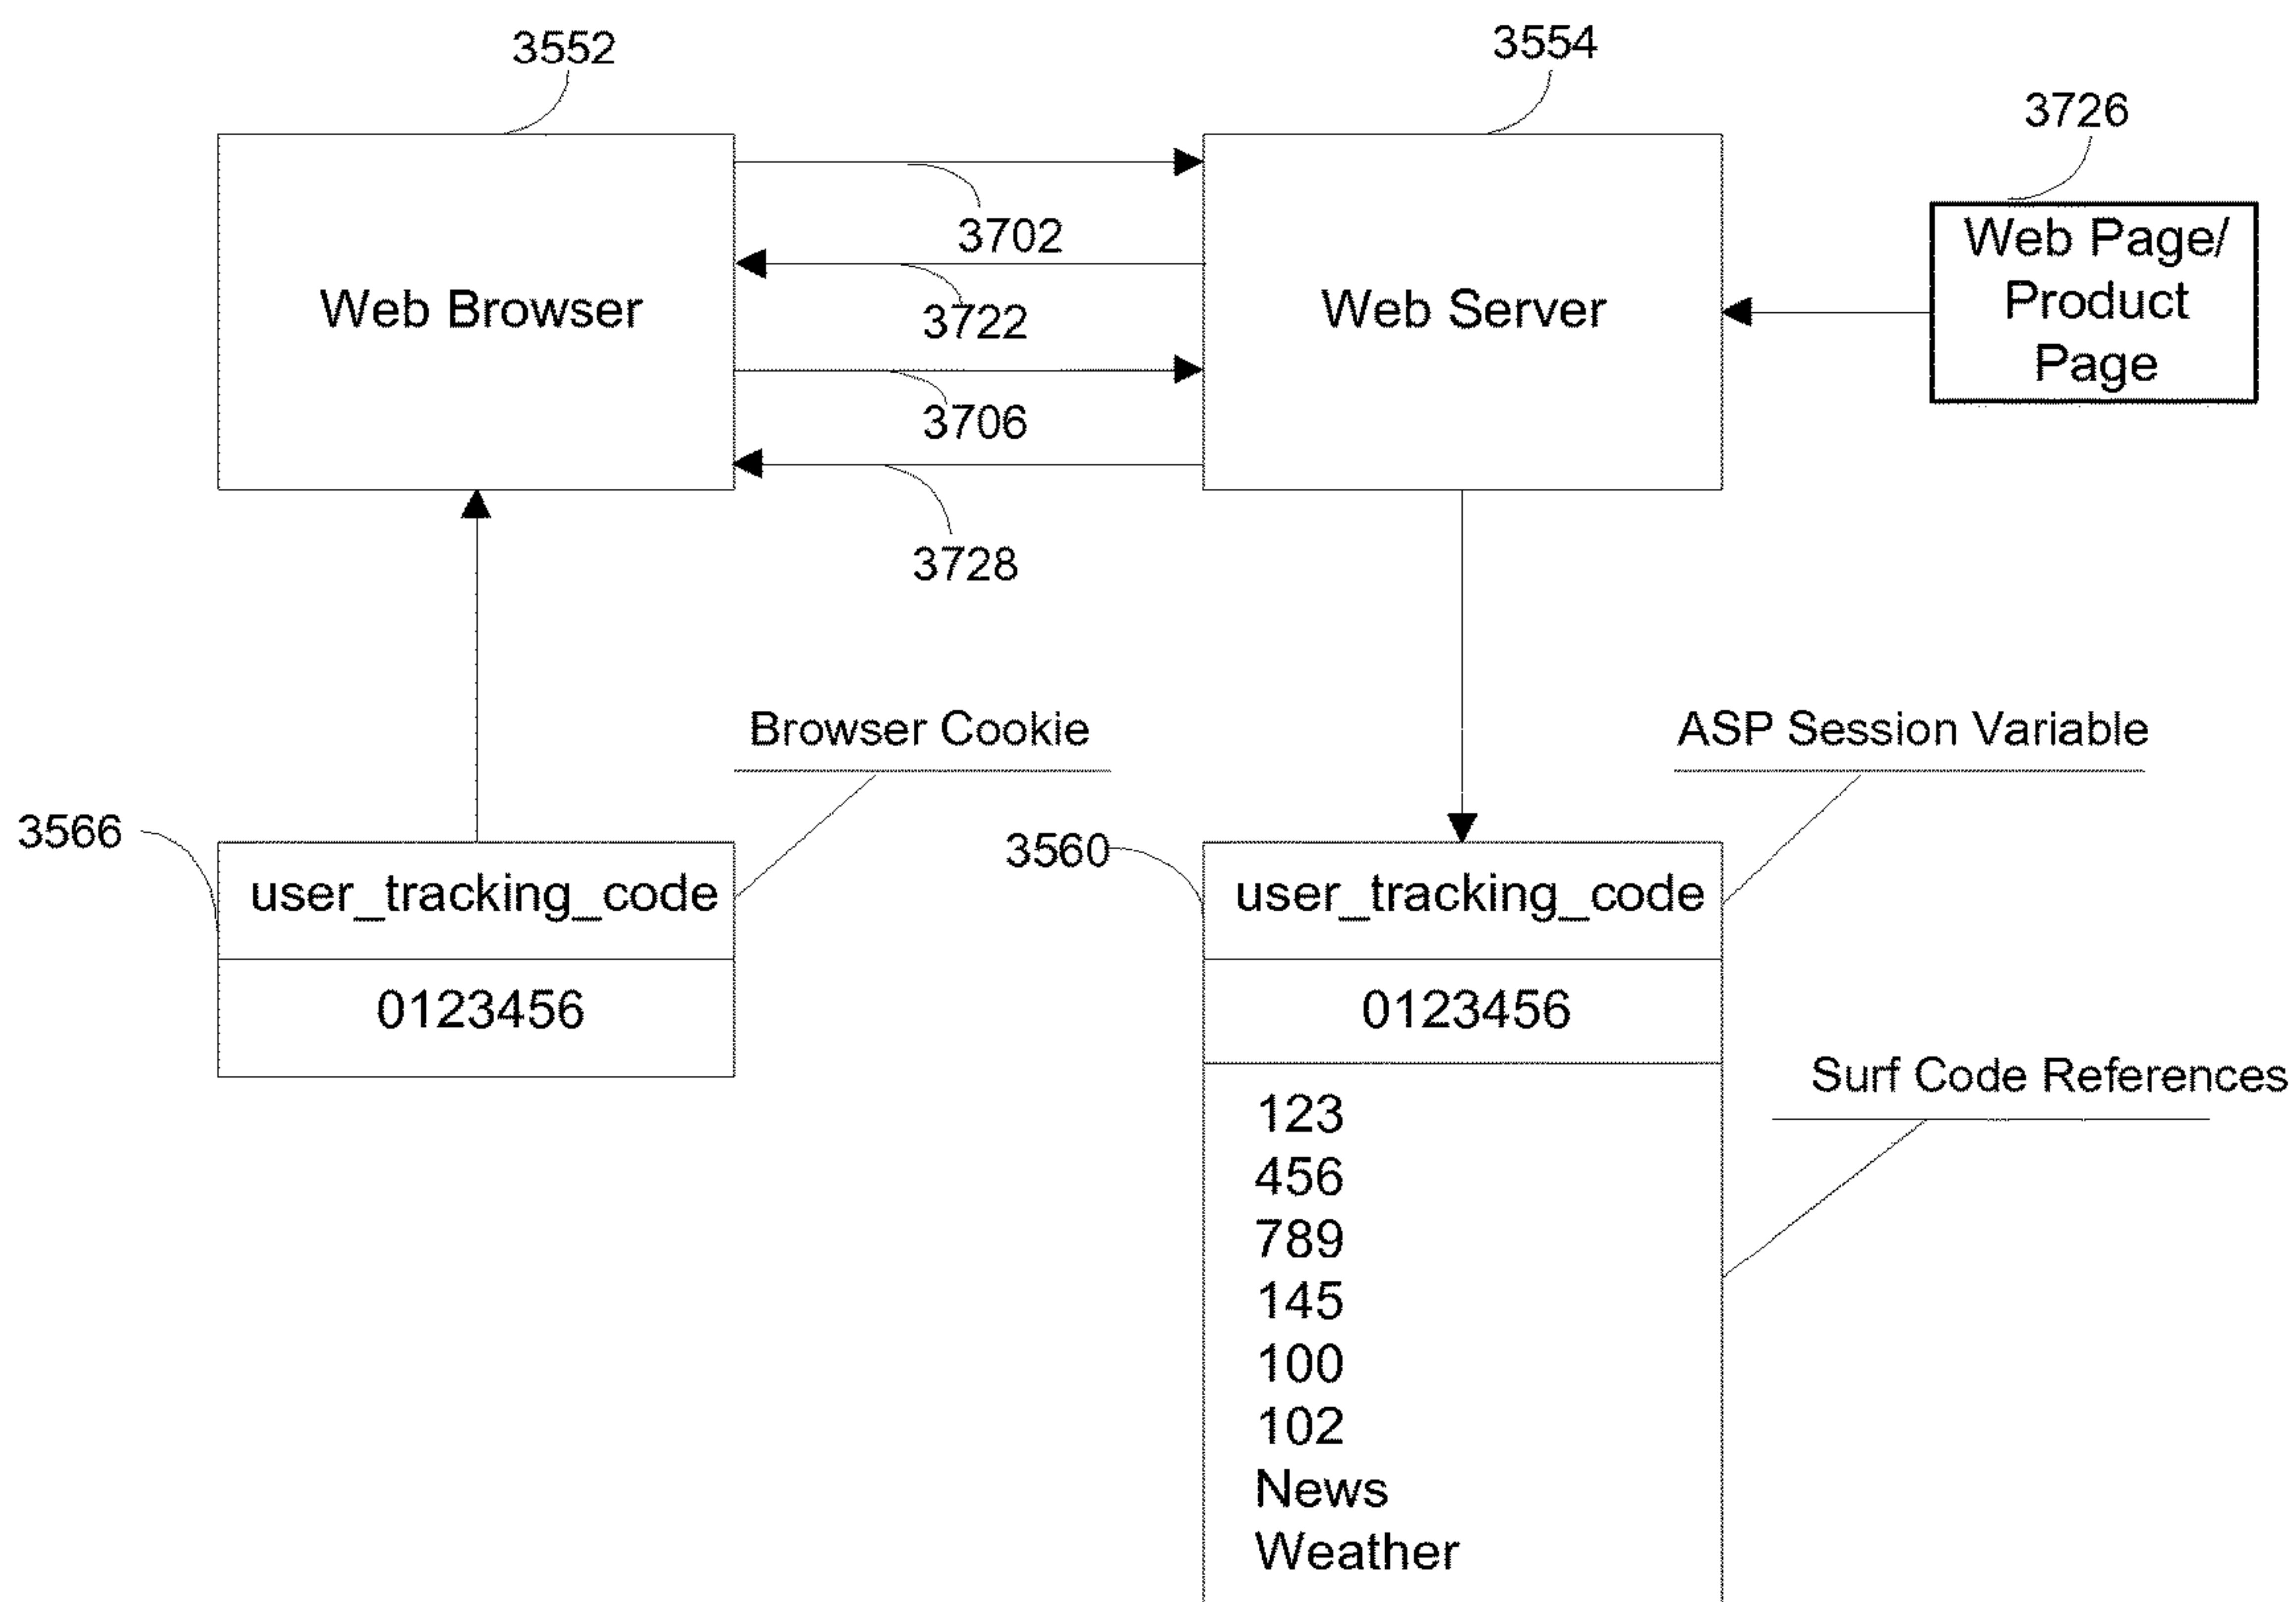 3552
3554
3726
Web Browser
3702
3722
3706
3728
Web Server
Web Page/
Product
Page
Browser Cookie
ASP Session Variable
3566
user_tracking_code
0123456
3560
user_tracking_code
0123456
Surf Code References
123
456
789
145
100
102
News
Weather